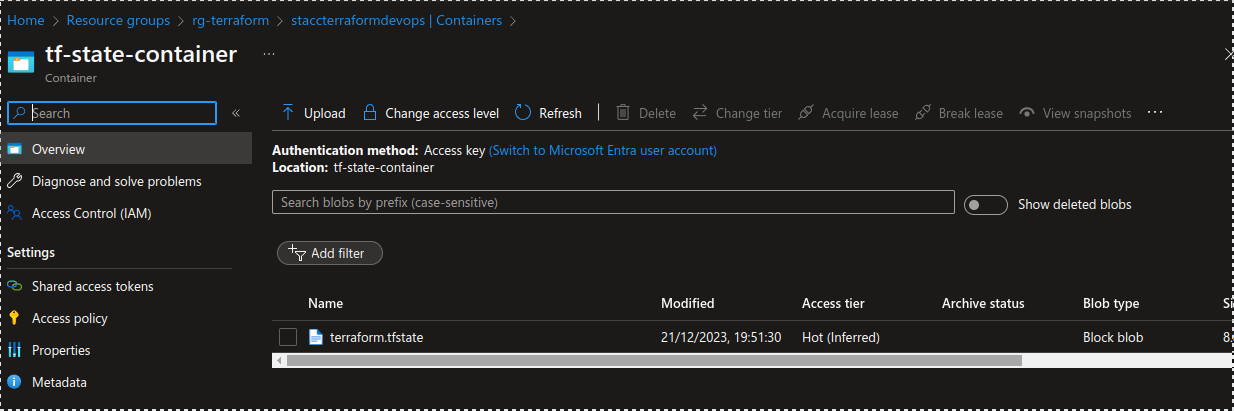 Home > Resource groups > rg-terraform > staccterraformdevops | Containers >
tf-state-container ...
Container
Search «
Upload Change access level Refresh Delete Change tier Acquire lease Break lease View snapshots ...
Overview
Diagnose and solve problems
Access Control (IAM)
Settings
Shared access tokens
Access policy
Properties
Metadata
Authentication method: Access key (Switch to Microsoft Entra user account)
Location: tf-state-container
Search blobs by prefix (case-sensitive)
Show deleted blobs
Add filter
Name Modified Access tier Archive status Blob type
terraform.tfstate 21/12/2023, 19:51:30 Hot (Inferred) Block blob